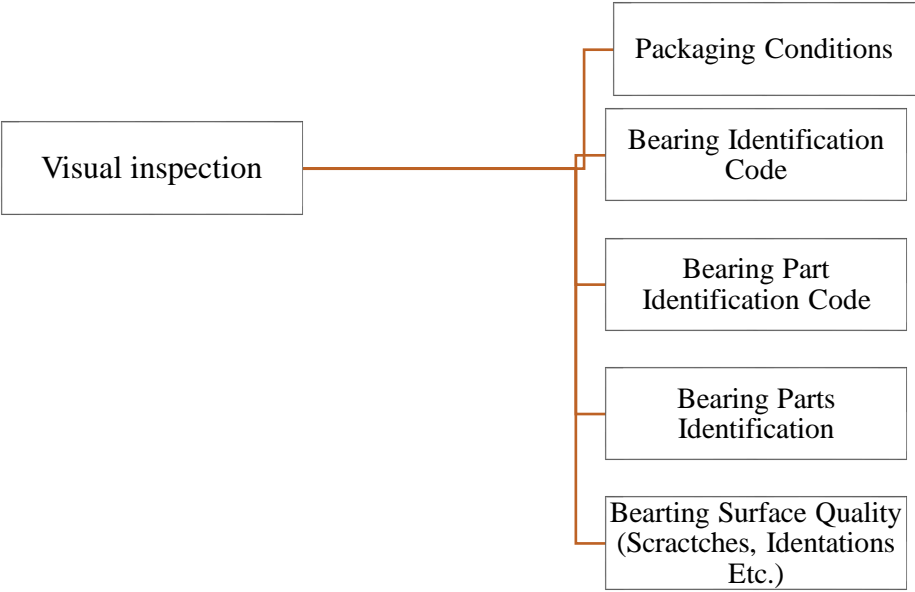 Packaging Conditions
Visual inspection
Bearing Identification
Code
Bearing Part
Identification Code
Bearing Parts
Identification
Bearting Surface Quality
(Scractches, Identations
Etc.)